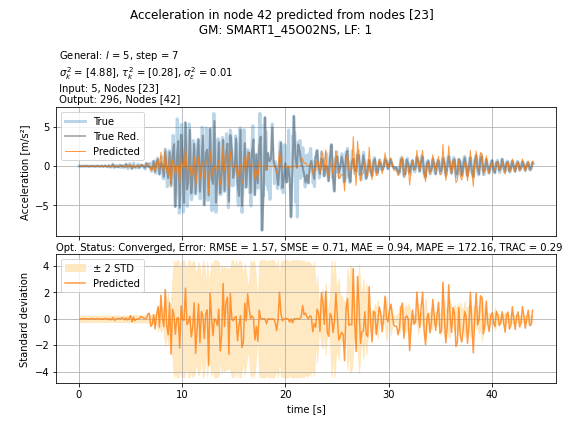 Acceleration in node 42 predicted from nodes [23]
GM: SMART1_45O02NS, LF: 1
General: l = 5, step = 7
σ_k^2 = [4.88], τ_k^2 = [0.28], σ_ε^2 = 0.01
Input: 5, Nodes [23]
Output: 296, Nodes [42]
True
True Red.
Predicted
5
0
−5
Acceleration [m/s²]
Opt. Status: Converged, Error: RMSE = 1.57, SMSE = 0.71, MAE = 0.94, MAPE = 172.16, TRAC = 0.29
± 2 STD
Predicted
4
2
0
−2
−4
Standard deviation
0 10 20 30 40
time [s]